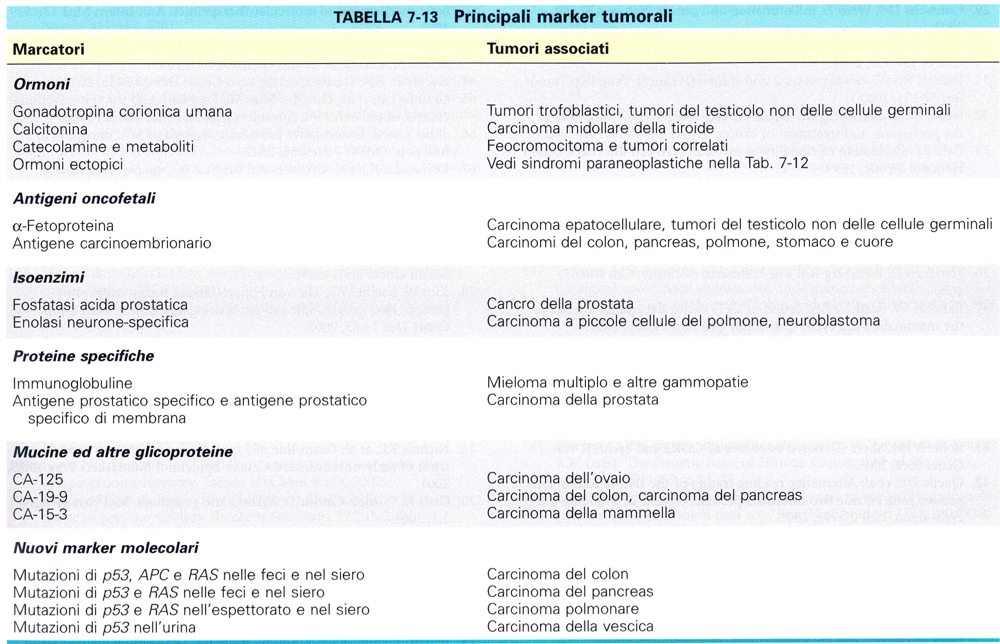 TABELLA 7-13 Principali marker tumorali
Marcatori Tumori associati
Ormoni
Gonadotropina corionica umana Tumori trofoblastici, tumori del testicolo non delle cellule germinali
Calcitonina Carcinoma midollare della tiroide
Catecolamine e metaboliti Feocromocitoma e tumori correlati
Ormoni ectopici Vedi sindromi paraneoplastiche nella Tab. 7-12
Antigeni oncofetali
α-Fetoproteina Carcinoma epatocellulare, tumori del testicolo non delle cellule germinali
Antigene carcinoembrionario Carcinomi del colon, pancreas, polmone, stomaco e cuore
Isoenzimi
Fosfatasi acida prostatica Cancro della prostata
Enolasi neurone-specifica Carcinoma a piccole cellule del polmone, neuroblastoma
Proteine specifiche
Immunoglobuline Mieloma multiplo e altre gammopatie
Antigene prostatico specifico e antigene prostatico Carcinoma della prostata
specifico di membrana
Mucine ed altre glicoproteine
CA-125 Carcinoma dell'ovaio
CA-19-9 Carcinoma del colon, carcinoma del pancreas
CA-15-3 Carcinoma della mammella
Nuovi marker molecolari
Mutazioni di p53, APC e RAS nelle feci e nel siero Carcinoma del colon
Mutazioni di p53 e RAS nelle feci e nel siero Carcinoma del pancreas
Mutazioni di p53 e RAS nell'espettorato e nel siero Carcinoma polmonare
Mutazioni di p53 nell'urina Carcinoma della vescica